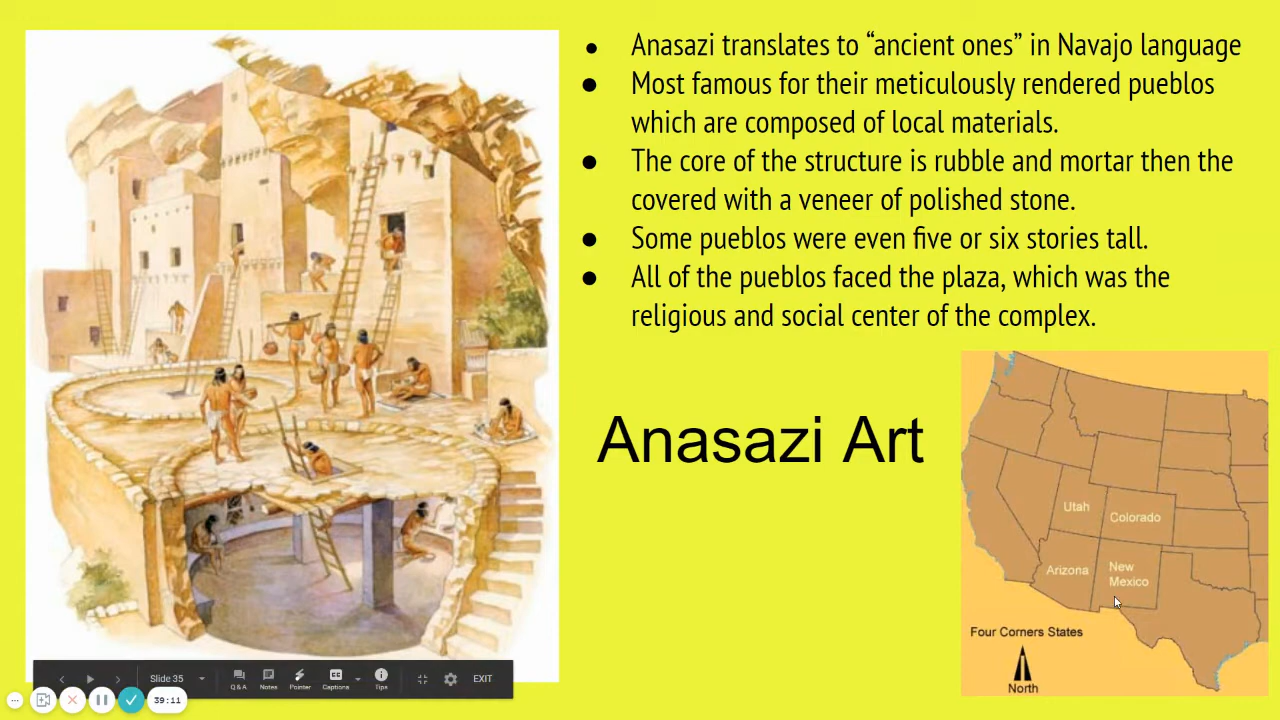 ● Anasazi translates to “ancient ones” in Navajo language
● Most famous for their meticulously rendered pueblos
which are composed of local materials.
● The core of the structure is rubble and mortar then the
covered with a veneer of polished stone.
● Some pueblos were even five or six stories tall.
● All of the pueblos faced the plaza, which was the
religious and social center of the complex.
Anasazi Art
Utah
Colorado
Arizona
New
Mexico
Four Corners States
North
Slide 35
Q&A
Notes
Pointer
Captions
Tips
EXIT
39:11